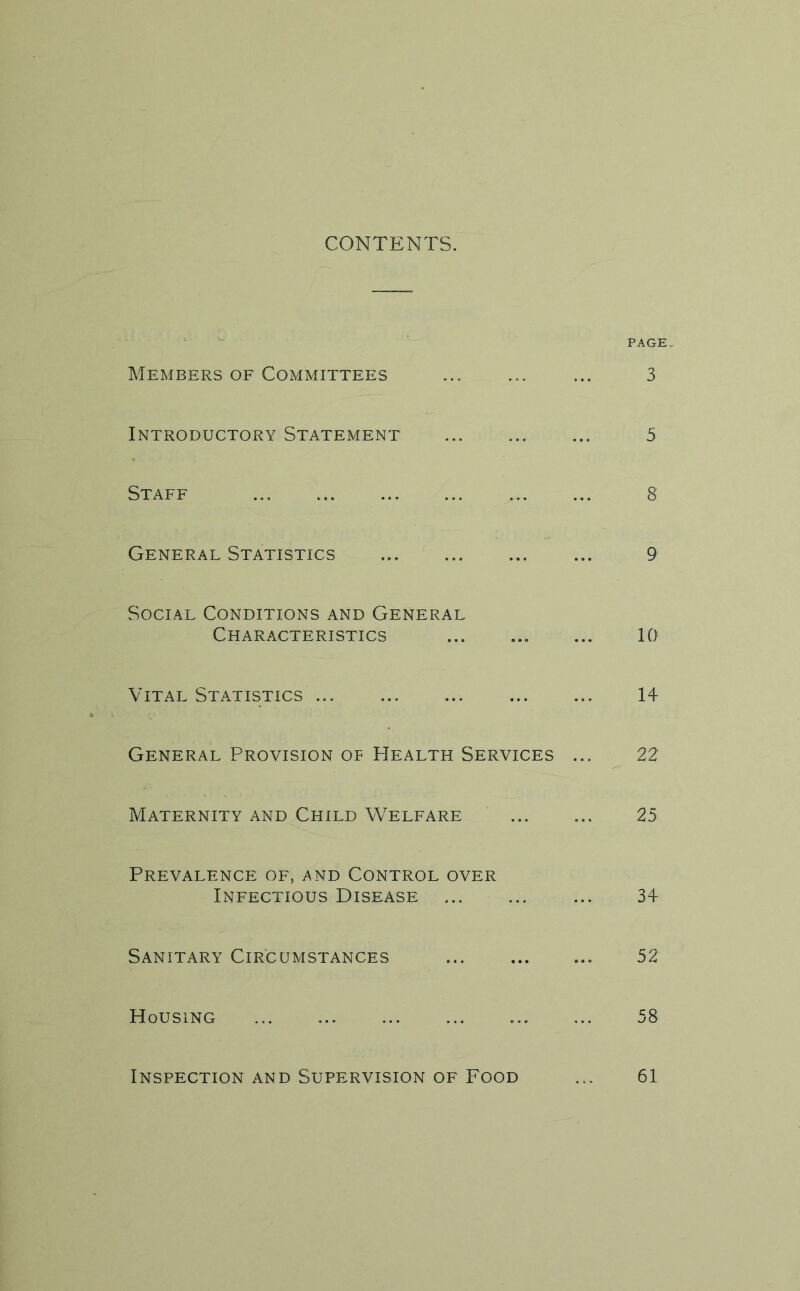 CONTENTS.
PAGE.
Members of Committees ... ... ... 3
Introductory Statement ... ... ... 5
Staff ... ... ... ... ... ... 8
General Statistics ... ... ... ... 9
Social Conditions and General
Characteristics ... ... ... 10
Vital Statistics ... ... ... ... ... 14
General Provision of Health Services ... 22
Maternity and Child Welfare ... ... 25
Prevalence of, and Control over
Infectious Disease ... ... ... 34
Sanitary Circumstances ... ... ... 52
Housing ... ... ... ... ... ... 58
Inspection and Supervision of Food ... 61